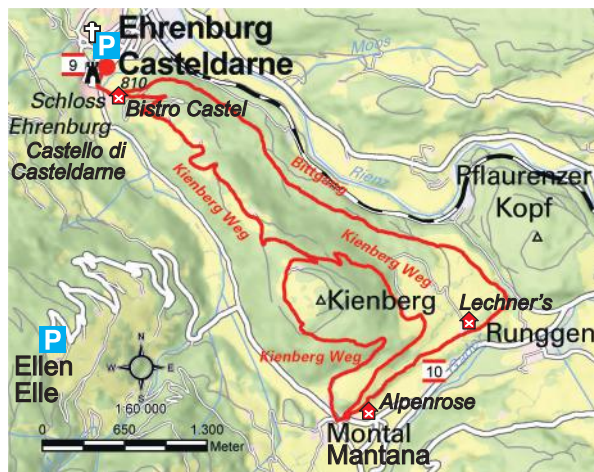 P
Ehrenburg
Casteldarne
9
810
Bistro Castel
Schloss
Ehrenburg
Castello di
Casteldarne
Moos
Rienz
Bittgang
Kienberg Weg
Pflaurenzer
Kopf
Kienberg Weg
Kienberg
Lechner's
Runggen
Kienberg Weg
10
P
Ellen
Elle
N
W E
S
1:60 000
0 650 1.300
Meter
Alpenrose
Montal
Mantana